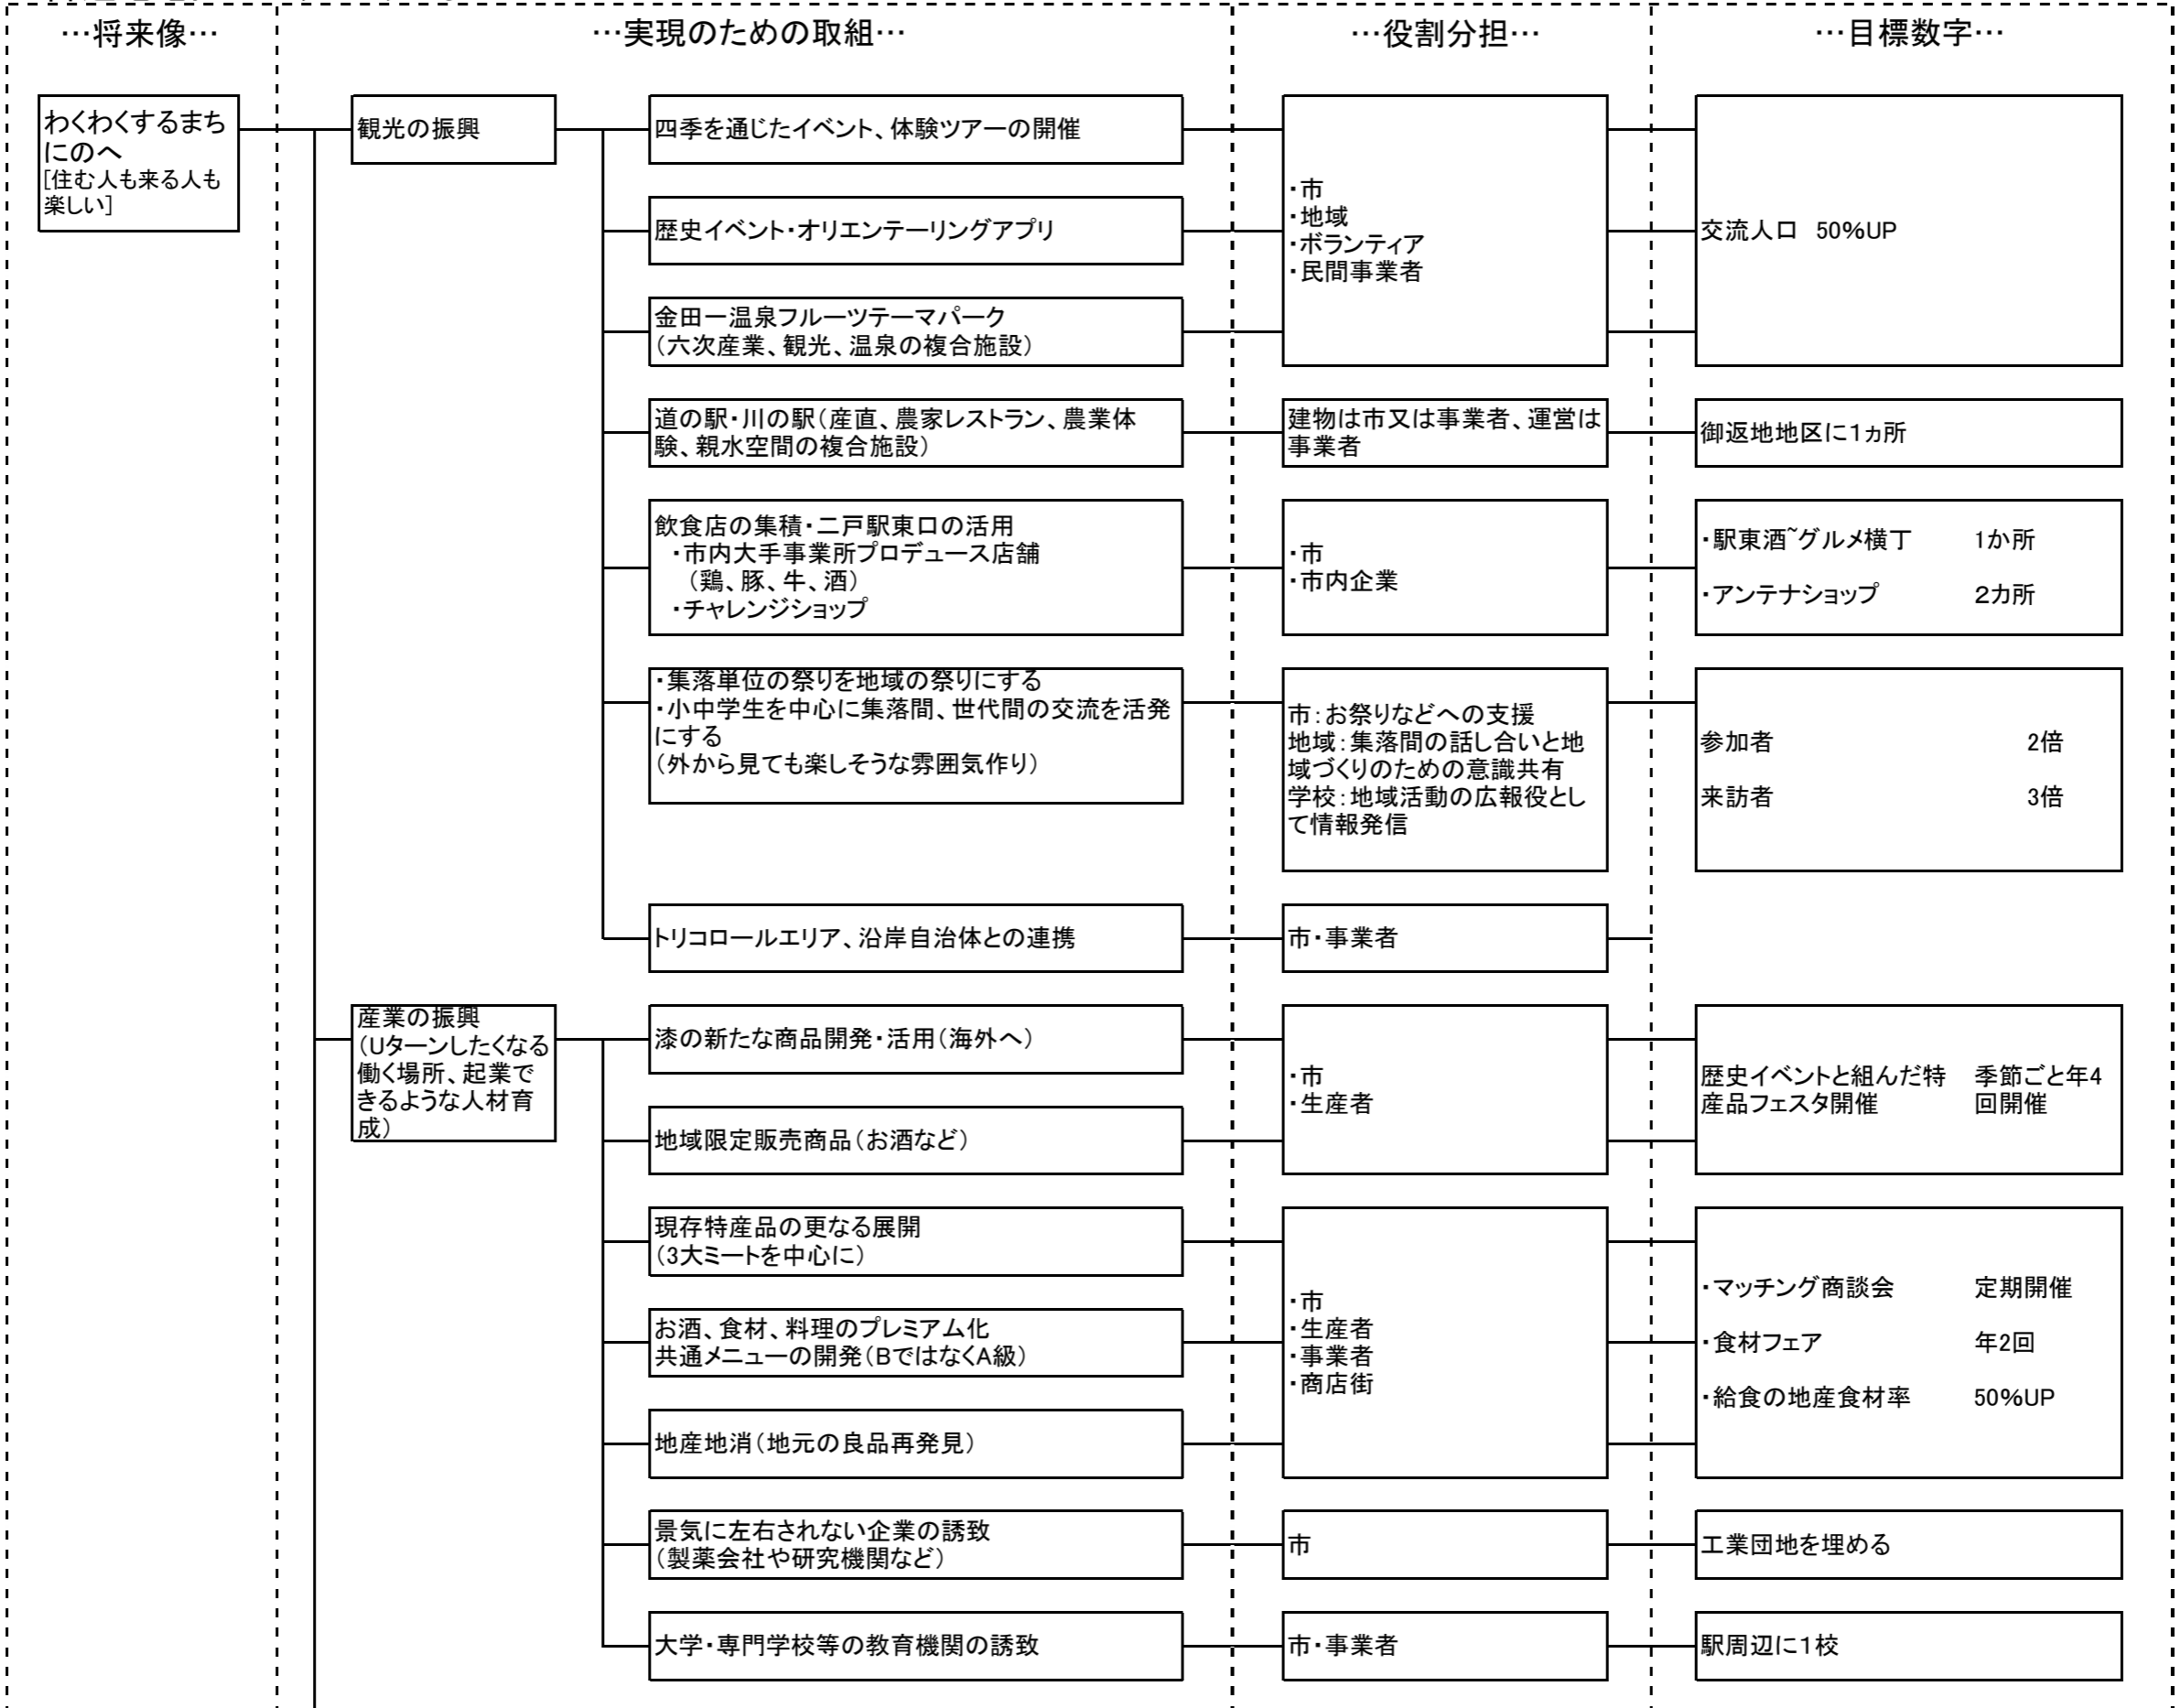 …将来像…
…実現のための取組…
…役割分担…
…目標数字…
わくわくするまち
にのへ
[住む人も来る人も
楽しい]
観光の振興
四季を通じたイベント、体験ツアーの開催
歴史イベント・オリエンテーリングアプリ
金田一温泉フルーツテーマパーク
（六次産業、観光、温泉の複合施設）
・市
・地域
・ボランティア
・民間事業者
交流人口　50%UP
道の駅・川の駅（産直、農家レストラン、農業体
験、親水空間の複合施設）
建物は市又は事業者、運営は
事業者
御返地地区に1ヵ所
飲食店の集積・二戸駅東口の活用
・市内大手事業所プロデュース店舗
（鶏、豚、牛、酒）
・チャレンジショップ
・市
・市内企業
・駅東酒~グルメ横丁　1か所
・アンテナショップ　2カ所
・集落単位の祭りを地域の祭りにする
・小中学生を中心に集落間、世代間の交流を活発
にする
（外から見ても楽しそうな雰囲気作り）
市：お祭りなどへの支援
地域：集落間の話し合いと地
域づくりのための意識共有
学校：地域活動の広報役とし
て情報発信
参加者　2倍
来訪者　3倍
トリコロールエリア、沿岸自治体との連携
市・事業者
産業の振興
（Uターンしたくなる
働く場所、起業で
きるような人材育
成）
漆の新たな商品開発・活用（海外へ）
地域限定販売商品（お酒など）
・市
・生産者
歴史イベントと組んだ特　季節ごと年4
産品フェスタ開催　回開催
現存特産品の更なる展開
（3大ミートを中心に）
お酒、食材、料理のプレミアム化
共通メニューの開発（BではなくA級）
地産地消（地元の良品再発見）
・市
・生産者
・事業者
・商店街
・マッチング商談会　定期開催
・食材フェア　年2回
・給食の地産食材率　50%UP
景気に左右されない企業の誘致
（製薬会社や研究機関など）
市
工業団地を埋める
大学・専門学校等の教育機関の誘致
市・事業者
駅周辺に1校